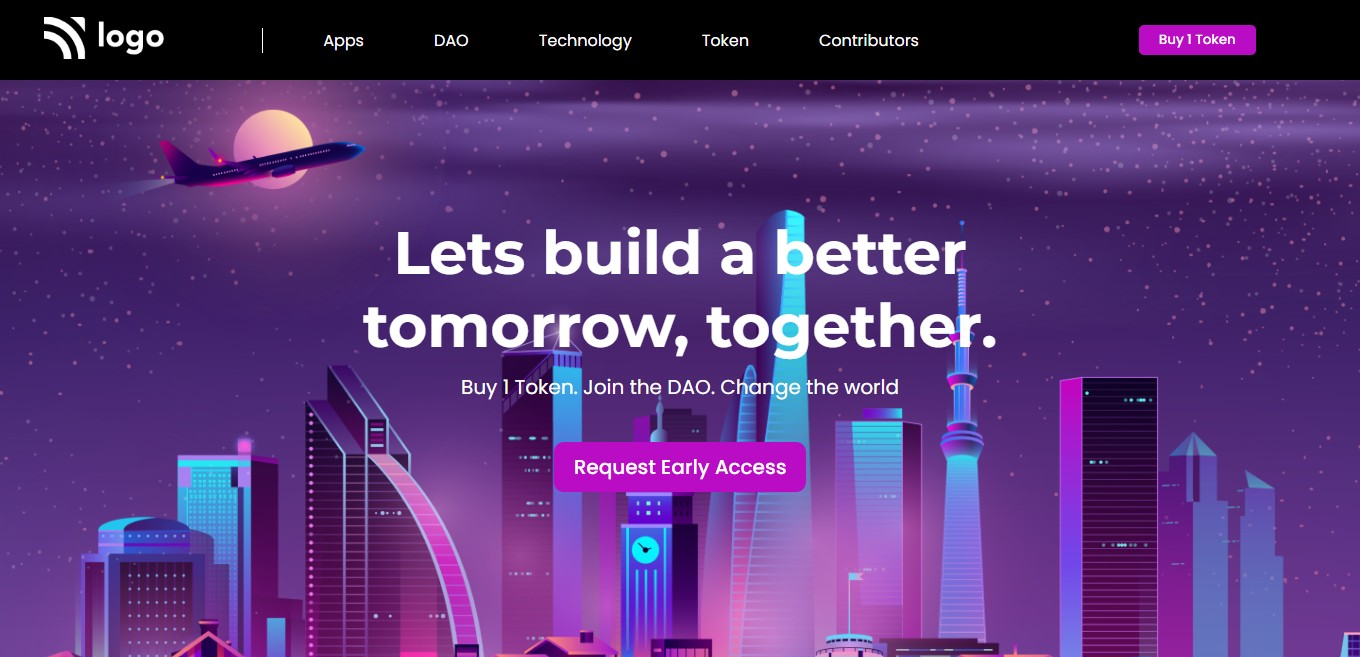 logo
Apps
DAO
Technology
Token
Contributors
Buy 1 Token
Lets build a better
tomorrow, together.
Buy 1 Token. Join the DAO. Change the world
Request Early Access